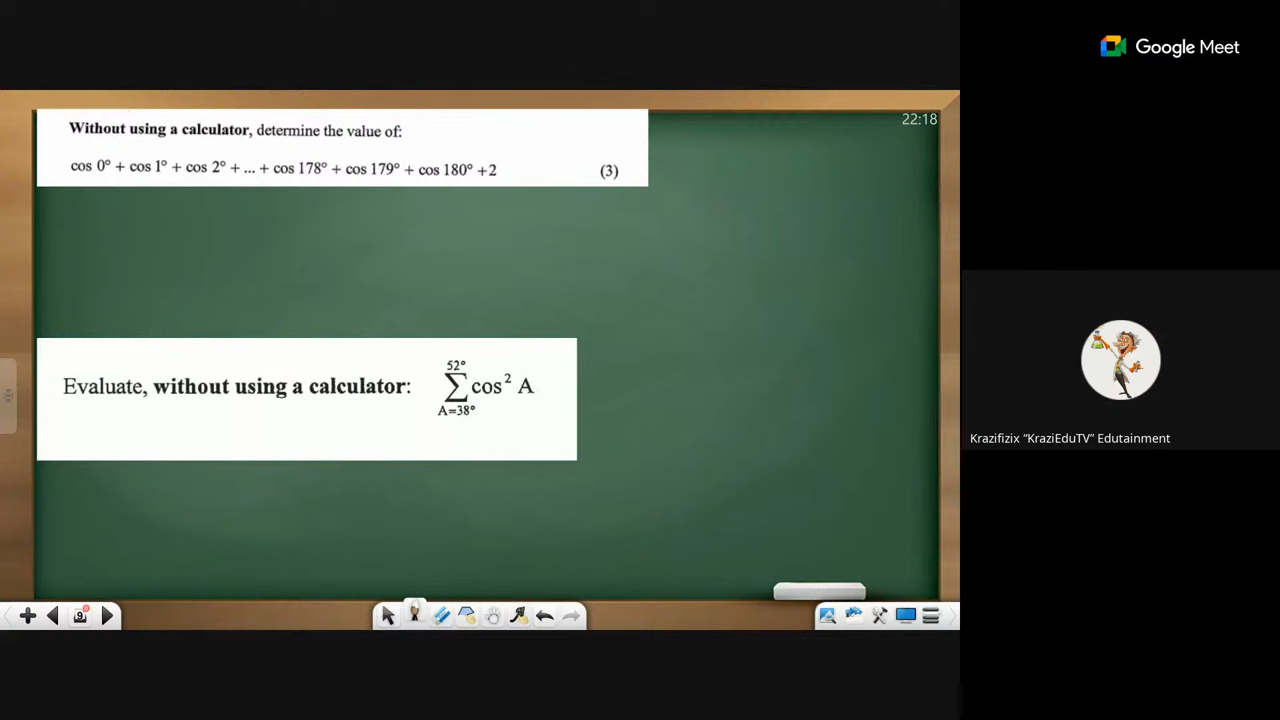 Google Meet
22:18
Without using a calculator, determine the value of:
cos 0° + cos 1° + cos 2° + ... + cos 178° + cos 179° + cos 180° +2 (3)
52°
Evaluate, without using a calculator: ∑ cos² A
A=38°
Krazifizix “KraziEduTV” Edutainment
9